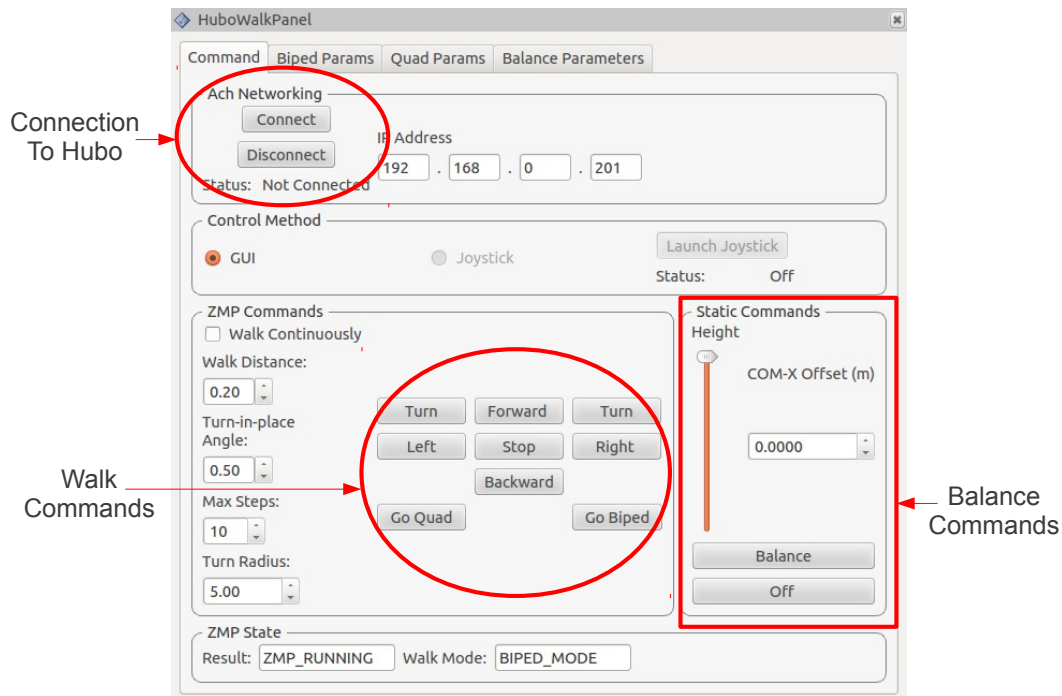 HuboWalkPanel
Command Biped Params Quad Params Balance Parameters
Ach Networking
Connect
Disconnect
Status: Not Connected
IP Address
192 . 168 . 0 . 201
Connection
To Hubo
Control Method
GUI
Joystick
Launch Joystick
Status: Off
ZMP Commands
Walk Continuously
Walk Distance:
0.20
Turn-in-place
Angle:
0.50
Max Steps:
10
Turn Radius:
5.00
Turn Forward Turn
Left Stop Right
Backward
Go Quad Go Biped
Walk
Commands
Static Commands
Height
COM-X Offset (m)
0.0000
Balance
Off
Balance
Commands
ZMP State
Result: ZMP_RUNNING Walk Mode: BIPED_MODE